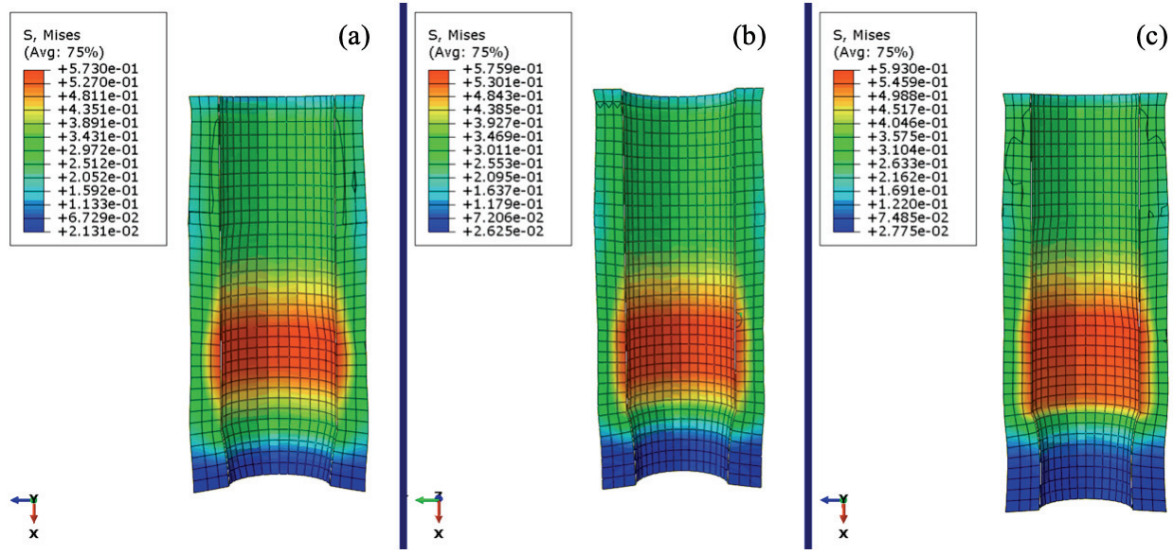 (a)
S, Mises
(Avg: 75%)
+5.730e-01
+5.270e-01
+4.811e-01
+4.351e-01
+3.891e-01
+3.431e-01
+2.972e-01
+2.512e-01
+2.052e-01
+1.592e-01
+1.133e-01
+6.729e-02
+2.131e-02
Y
X
(b)
S, Mises
(Avg: 75%)
+5.759e-01
+5.301e-01
+4.843e-01
+4.385e-01
+3.927e-01
+3.469e-01
+3.011e-01
+2.553e-01
+2.095e-01
+1.637e-01
+1.179e-01
+7.206e-02
+2.625e-02
Z
X
(c)
S, Mises
(Avg: 75%)
+5.930e-01
+5.459e-01
+4.988e-01
+4.517e-01
+4.046e-01
+3.575e-01
+3.104e-01
+2.633e-01
+2.162e-01
+1.691e-01
+1.220e-01
+7.485e-02
+2.775e-02
Y
X